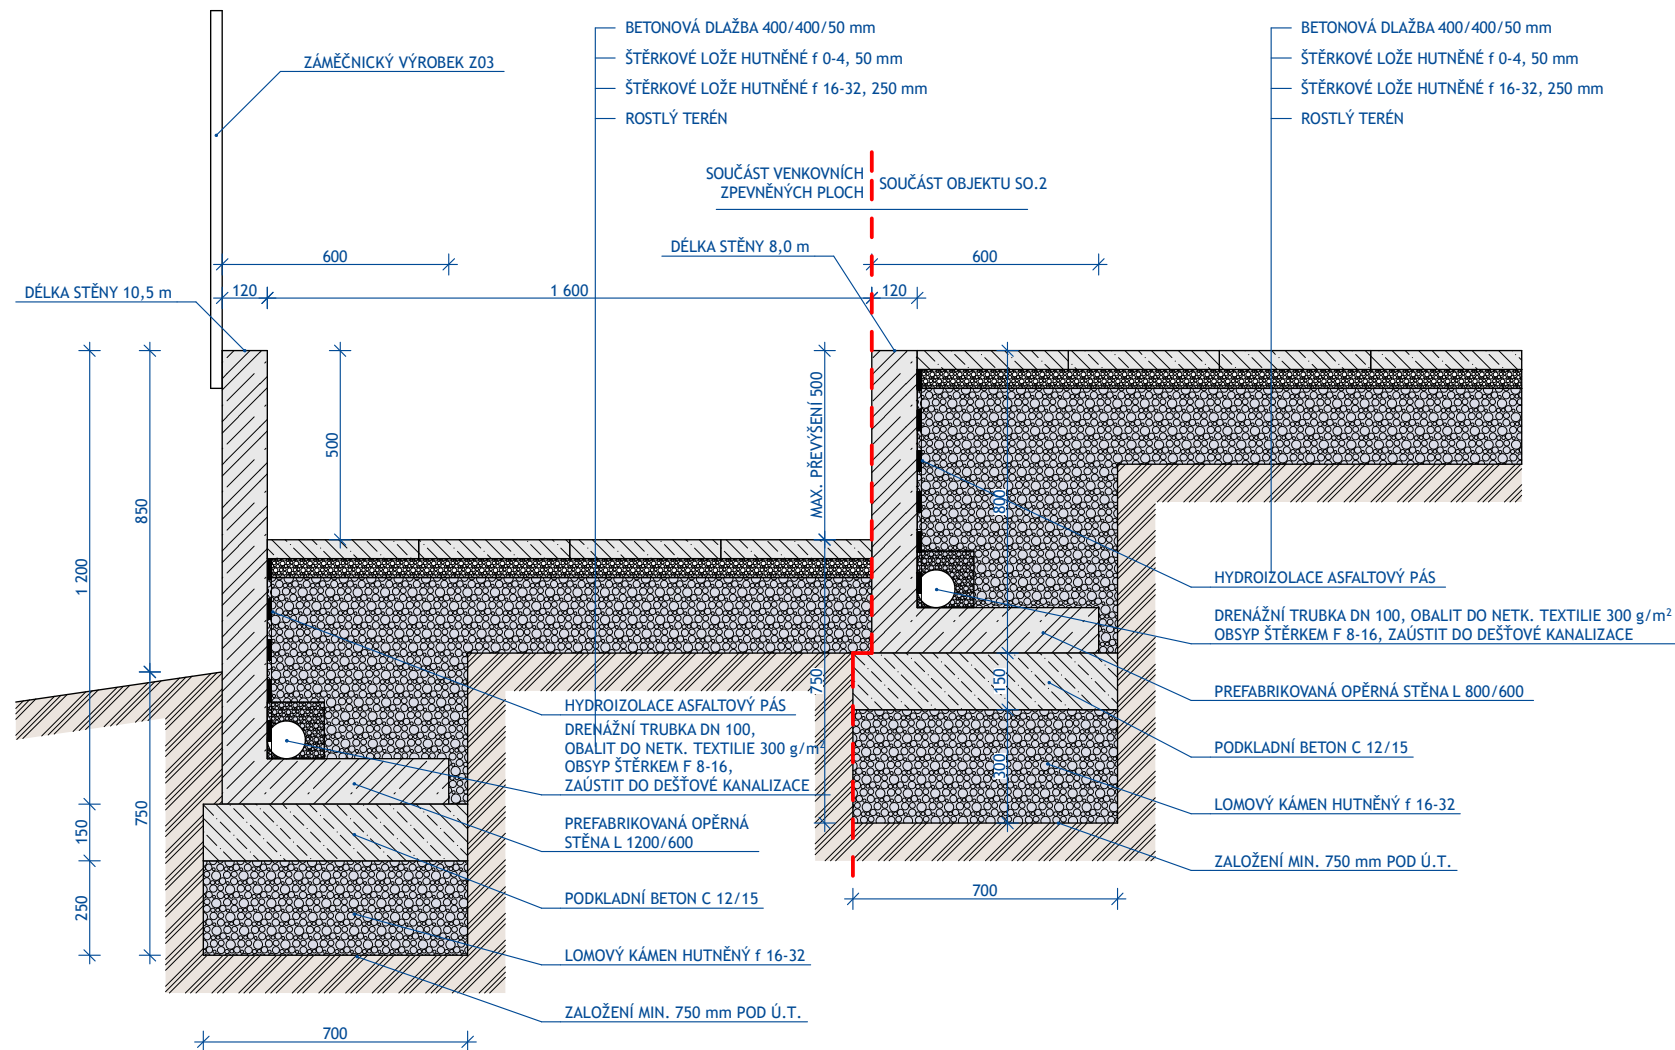 BETONOVÁ DLAŽBA 400/400/50 mm
ŠTĚRKOVÉ LOŽE HUTNĚNÉ f 0-4, 50 mm
ŠTĚRKOVÉ LOŽE HUTNĚNÉ f 16-32, 250 mm
ROSTLÝ TERÉN
BETONOVÁ DLAŽBA 400/400/50 mm
ŠTĚRKOVÉ LOŽE HUTNĚNÉ f 0-4, 50 mm
ŠTĚRKOVÉ LOŽE HUTNĚNÉ f 16-32, 250 mm
ROSTLÝ TERÉN
ZÁMĚČNICKÝ VÝROBEK Z03
SOUČÁST VENKOVNÍCH
ZPEVNĚNÝCH PLOCH
SOUČÁST OBJEKTU SO.2
DÉLKA STĚNY 8,0 m
600
600
DÉLKA STĚNY 10,5 m
120
1 600
120
500
MAX. PŘEVÝŠENÍ 500
800
850
1 200
750
150
300
750
150
250
HYDROIZOLACE ASFALTOVÝ PÁS
DRENÁŽNÍ TRUBKA DN 100, OBALIT DO NETK. TEXTILIE 300 g/m²
OBSYP ŠTĚRKEM F 8-16, ZAÚSTIT DO DEŠŤOVÉ KANALIZACE
PREFABRIKOVANÁ OPĚRNÁ STĚNA L 800/600
PODKLADNÍ BETON C 12/15
LOMOVÝ KÁMEN HUTNĚNÝ f 16-32
ZALOŽENÍ MIN. 750 mm POD Ú.T.
700
HYDROIZOLACE ASFALTOVÝ PÁS
DRENÁŽNÍ TRUBKA DN 100,
OBALIT DO NETK. TEXTILIE 300 g/m²
OBSYP ŠTĚRKEM F 8-16,
ZAÚSTIT DO DEŠŤOVÉ KANALIZACE
PREFABRIKOVANÁ OPĚRNÁ
STĚNA L 1200/600
PODKLADNÍ BETON C 12/15
LOMOVÝ KÁMEN HUTNĚNÝ f 16-32
ZALOŽENÍ MIN. 750 mm POD Ú.T.
700